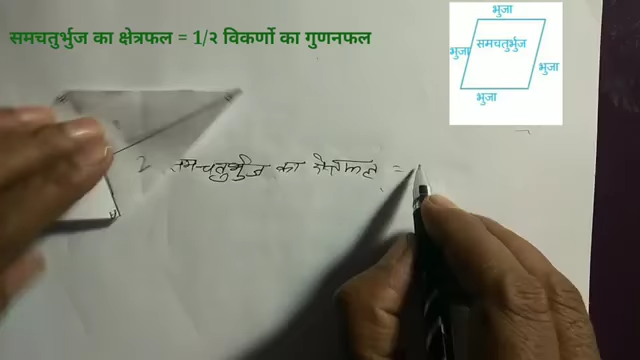 समचतुर्भुज का क्षेत्रफल = 1/२ विकर्णो का गुणनफल
भुजा
भुजा
समचतुर्भुज
भुजा
भुजा
2 समचतुर्भुज का क्षेत्रफल =